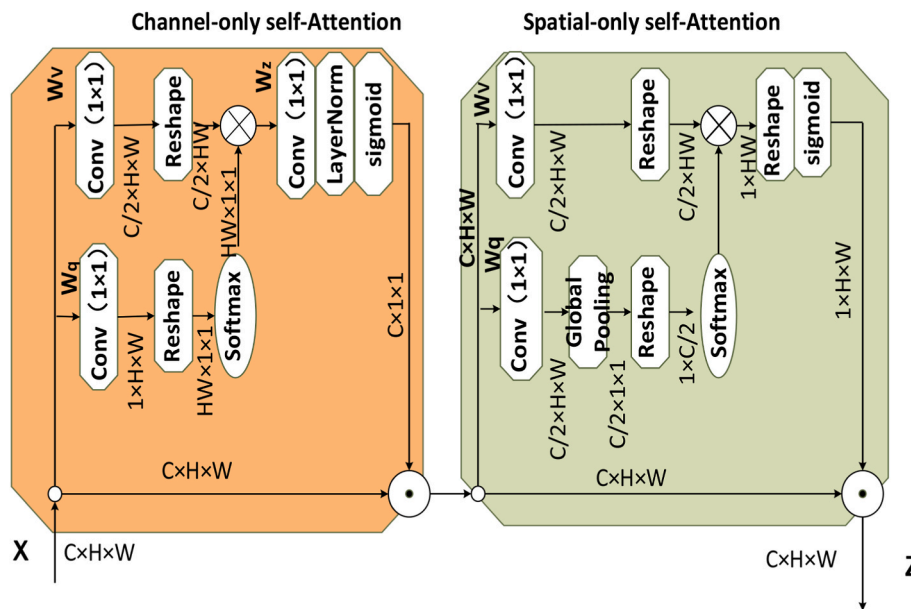 Channel-only self-Attention
Spatial-only self-Attention
Wv
Conv（1×1）
C/2×H×W
Reshape
C/2×HW
Wz
Conv（1×1）
LayerNorm
sigmoid
HW×1×1
Wq
Conv（1×1）
1×H×W
Reshape
HW×1×1
Softmax
C×1×1
C×H×W
X
C×H×W
Wv
Conv（1×1）
C/2×H×W
Reshape
C/2×HW
1×HW
Reshape
sigmoid
C×H×W
Wq
Conv（1×1）
C/2×H×W
Global
Pooling
C/2×1×1
Reshape
1×C/2
Softmax
1×H×W
C×H×W
C×H×W
Z